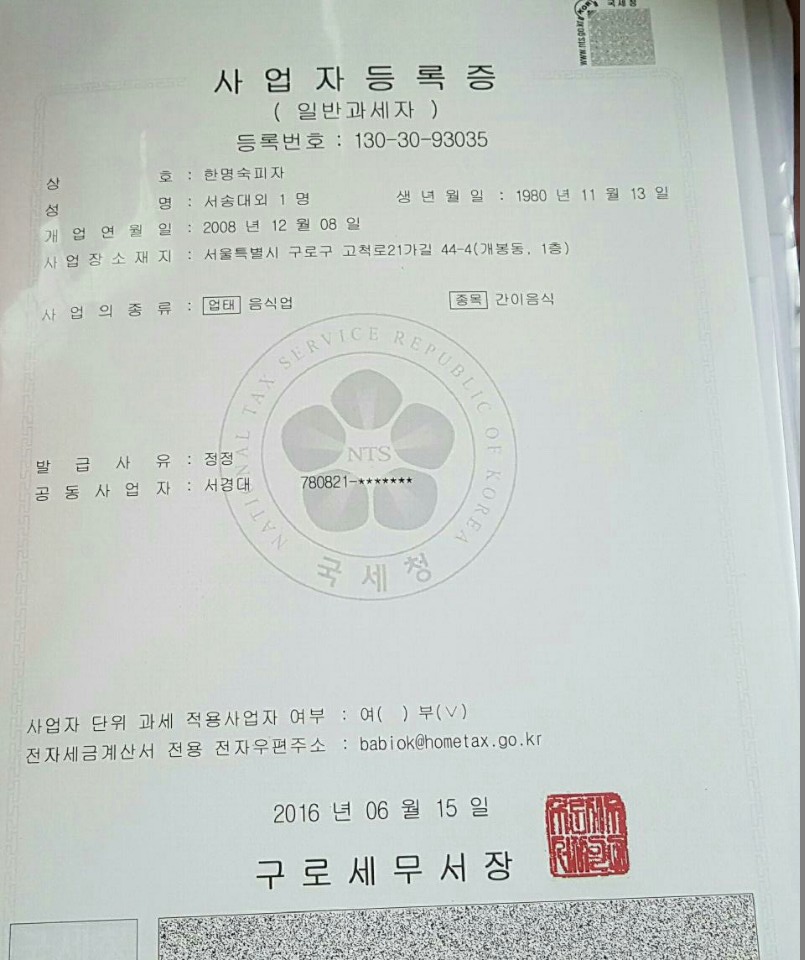 국세청
www.nts.go.kr
사업자등록증
( 일반과세자 )
등록번호 : 130-30-93035
상 호 : 한명숙피자
성 명 : 서송대외 1 명 생 년 월 일 : 1980 년 11 월 13 일
개 업 연 월 일 : 2008 년 12 월 08 일
사 업 장 소 재 지 : 서울특별시 구로구 고척로21가길 44-4(개봉동, 1층)
사 업 의 종 류 : 업태 음식업 종목 간이음식
NATIONAL TAX SERVICE REPUBLIC OF KOREA
NTS
발 급 사 유 : 정정
공 동 사 업 자 : 서경대 780821-*******
국세청
사업자 단위 과세 적용사업자 여부 : 여( ) 부(∨)
전자세금계산서 전용 전자우편주소 : babiok@hometax.go.kr
2016 년 06 월 15 일
구로세무서장